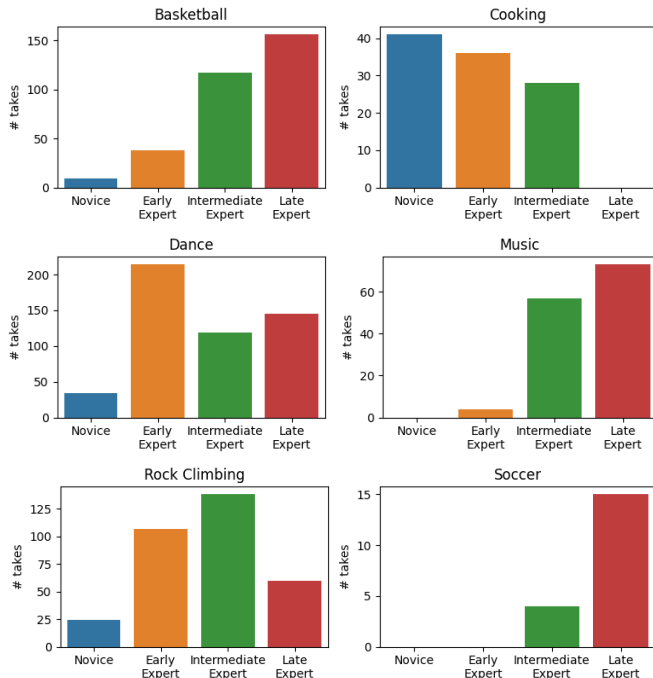 Basketball
# takes
150
100
50
0
Novice
Early
Expert
Intermediate
Expert
Late
Expert
Cooking
# takes
40
30
20
10
0
Novice
Early
Expert
Intermediate
Expert
Late
Expert
Dance
# takes
200
150
100
50
0
Novice
Early
Expert
Intermediate
Expert
Late
Expert
Music
# takes
60
40
20
0
Novice
Early
Expert
Intermediate
Expert
Late
Expert
Rock Climbing
# takes
125
100
75
50
25
0
Novice
Early
Expert
Intermediate
Expert
Late
Expert
Soccer
# takes
15
10
5
0
Novice
Early
Expert
Intermediate
Expert
Late
Expert